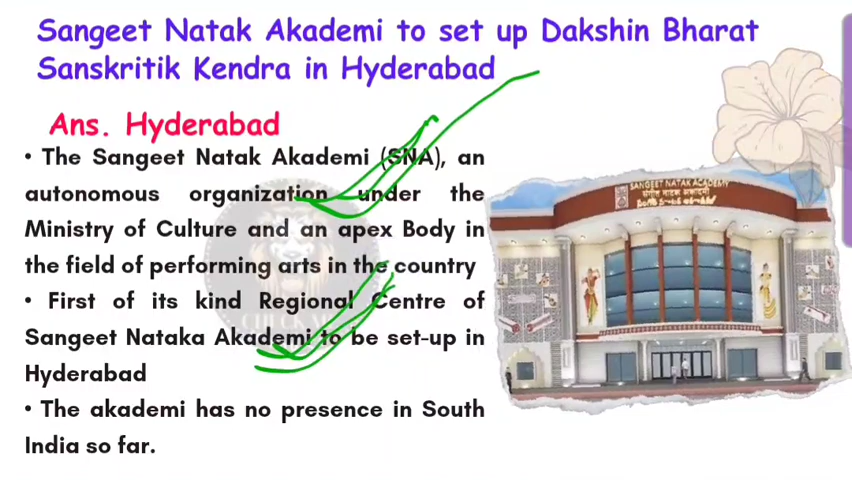 Sangeet Natak Akademi to set up Dakshin Bharat
Sanskritik Kendra in Hyderabad
Ans. Hyderabad
• The Sangeet Natak Akademi (SNA), an
autonomous organization under the
Ministry of Culture and an apex Body in
the field of performing arts in the country
• First of its kind Regional Centre of
Sangeet Nataka Akademi to be set-up in
Hyderabad
• The akademi has no presence in South
India so far.
SANGEET NATAK ACADEMY